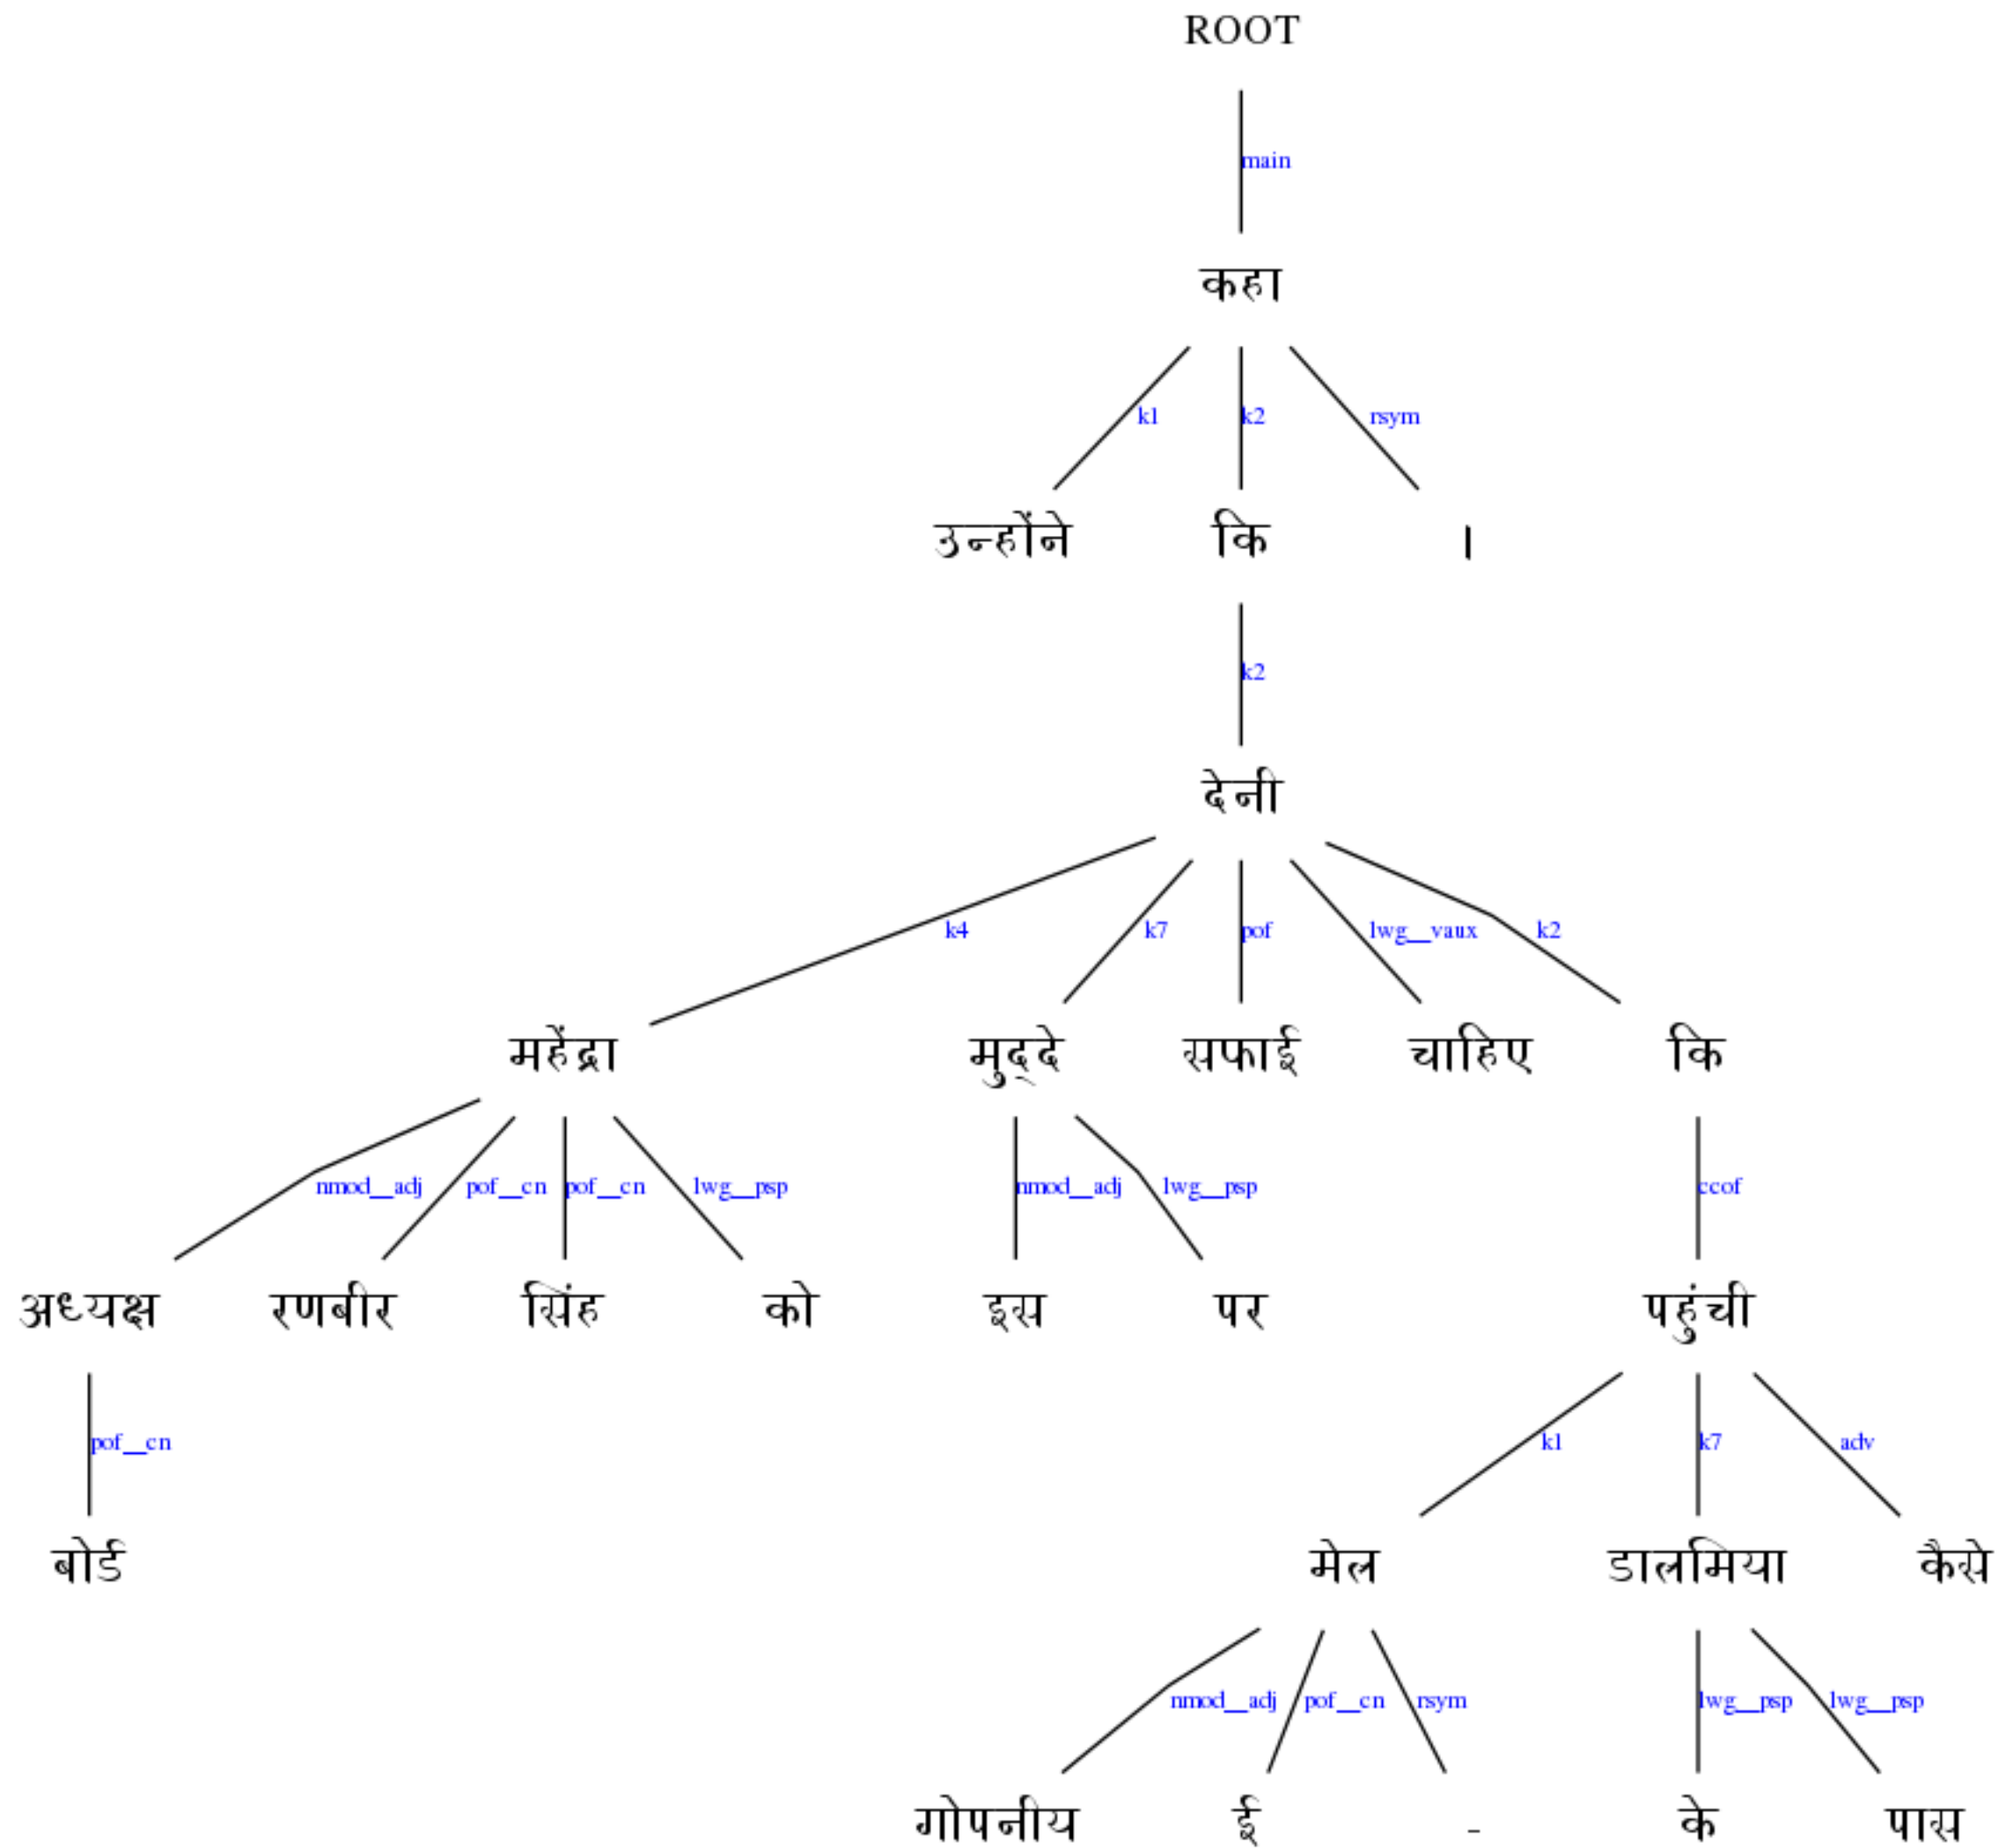 ROOT
main
कहा
k1 k2 rsym
उन्होंने कि ।
k2
देनी
k4 k7 pof lwg__vaux k2
महेंद्रा मुद्दे सफाई चाहिए कि
nmod__adj pof__cn pof__cn lwg__psp nmod__adj lwg__psp ccof
अध्यक्ष रणबीर सिंह को इस पर पहुंची
pof__cn k1 k7 adv
बोर्ड मेल डालमिया कैसे
nmod__adj pof__cn rsym lwg__psp lwg__psp
गोपनीय ई - के पास